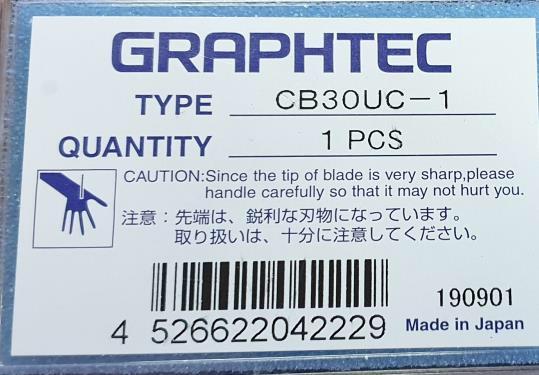 GRAPHTEC
TYPE CB30UC-1
QUANTITY 1 PCS
CAUTION:Since the tip of blade is very sharp,please
handle carefully so that it may not hurt you.
注意：先端は、鋭利な刃物になっています。
取り扱いは、十分に注意してください。
190901
4 526622042229 Made in Japan